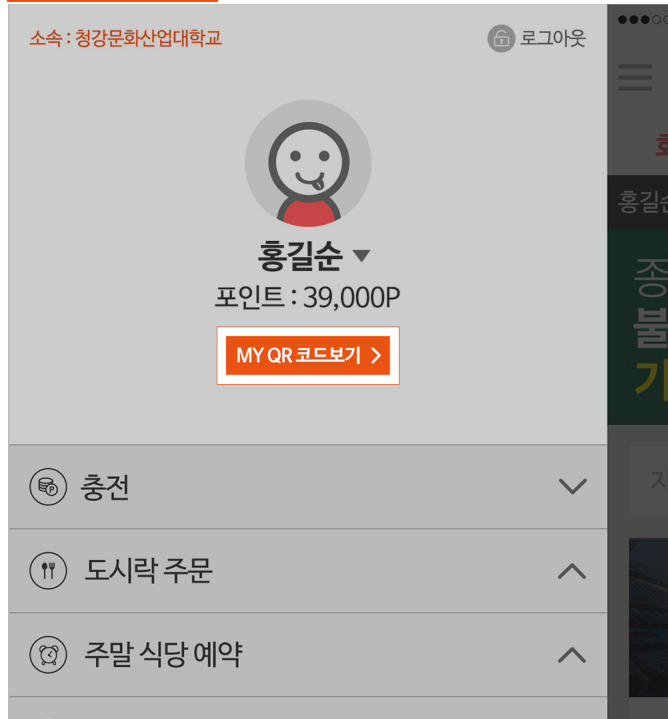 소속 : 청강문화산업대학교
로그아웃
홍길순
포인트 : 39,000P
MY QR 코드보기
충전
도시락 주문
주말 식당 예약
홍길순
종
불